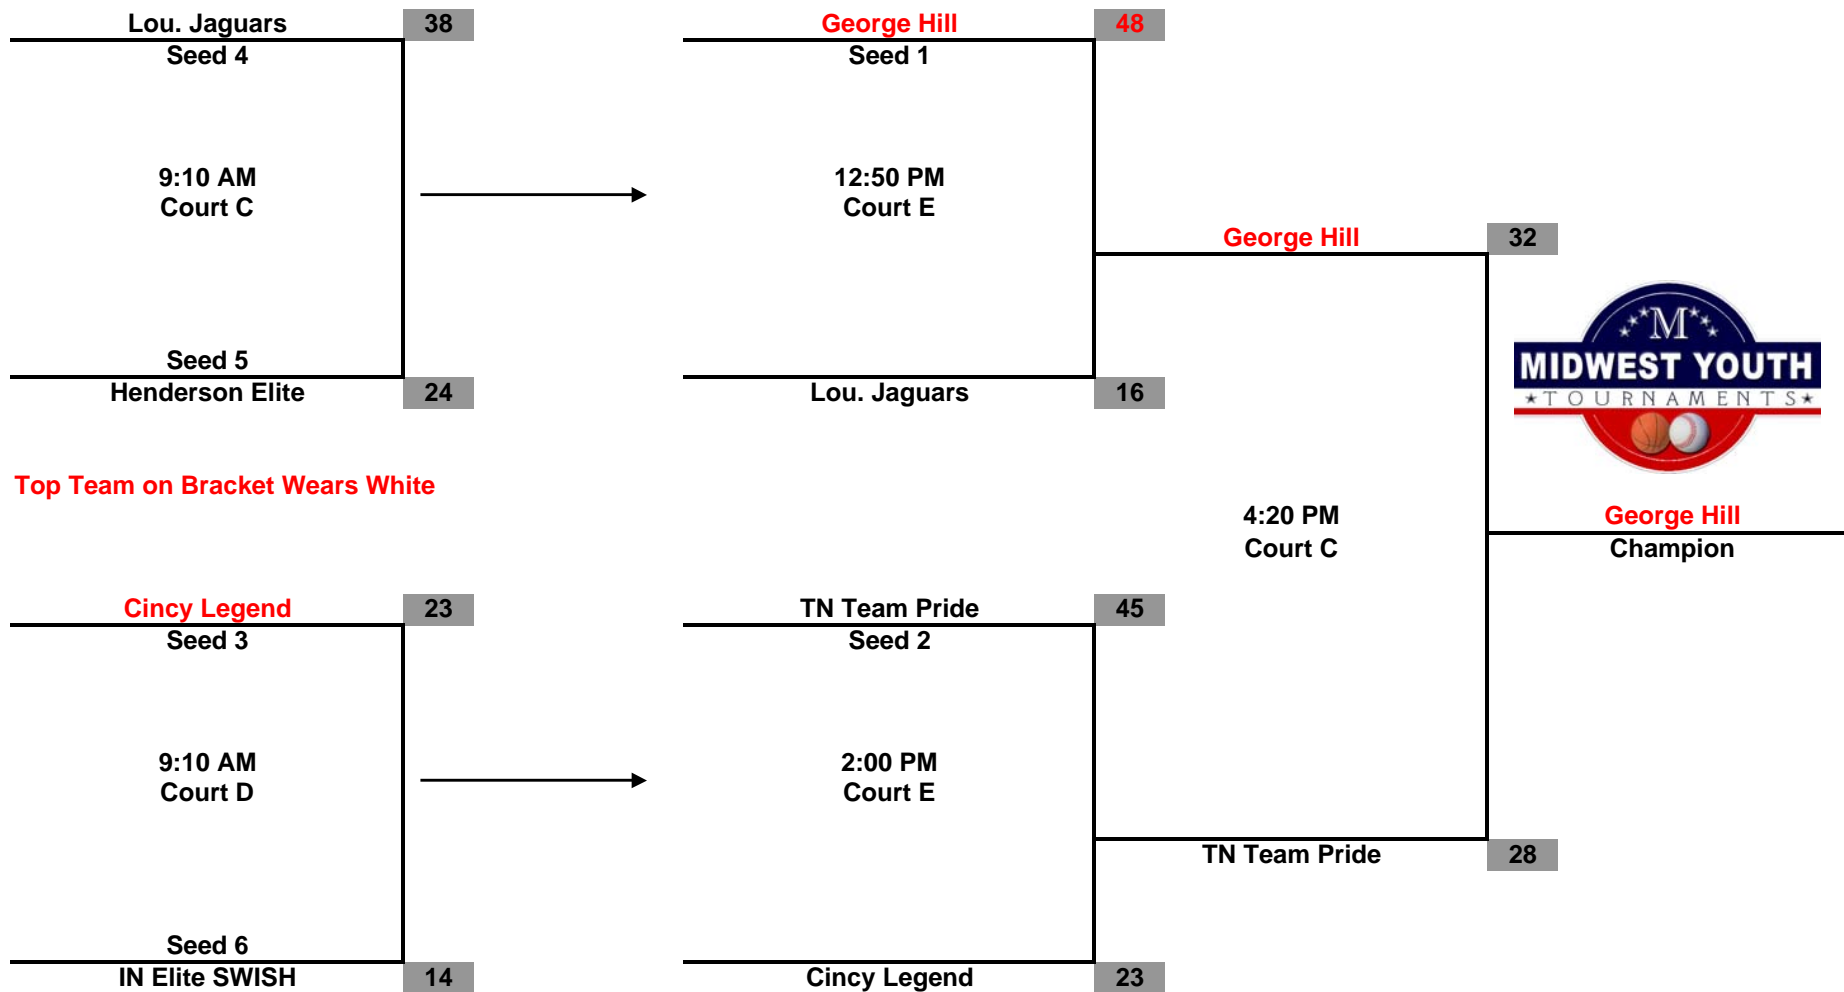 Lou. Jaguars 38
Seed 4
9:10 AM
Court C
Seed 5
Henderson Elite 24
George Hill 48
Seed 1
12:50 PM
Court E
Lou. Jaguars 16
George Hill 32
M
MIDWEST YOUTH
TOURNAMENTS
Top Team on Bracket Wears White
4:20 PM
Court C
George Hill
Champion
Cincy Legend 23
Seed 3
9:10 AM
Court D
Seed 6
IN Elite SWISH 14
TN Team Pride 45
Seed 2
2:00 PM
Court E
Cincy Legend 23
TN Team Pride 28